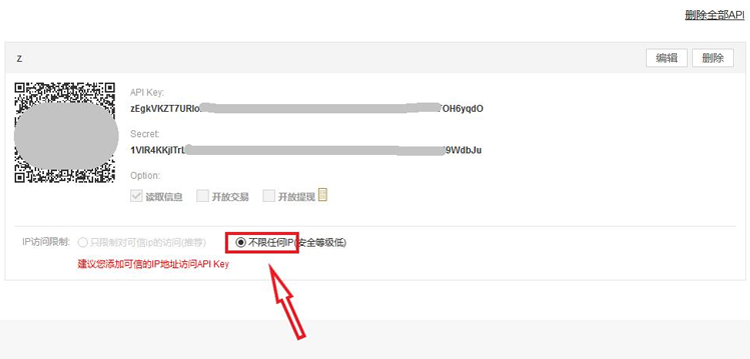 删除全部API
z
编辑 删除
API Key:
zEgkVKZT7URlo OH6yqdO
Secret:
1VIR4KKjITrL 9WdbJu
Option:
读取信息 开放交易 开放提现
IP访问限制: 只限制对可信ip的访问(推荐) 不限任何IP(安全等级低)
建议您添加可信的IP地址访问API Key